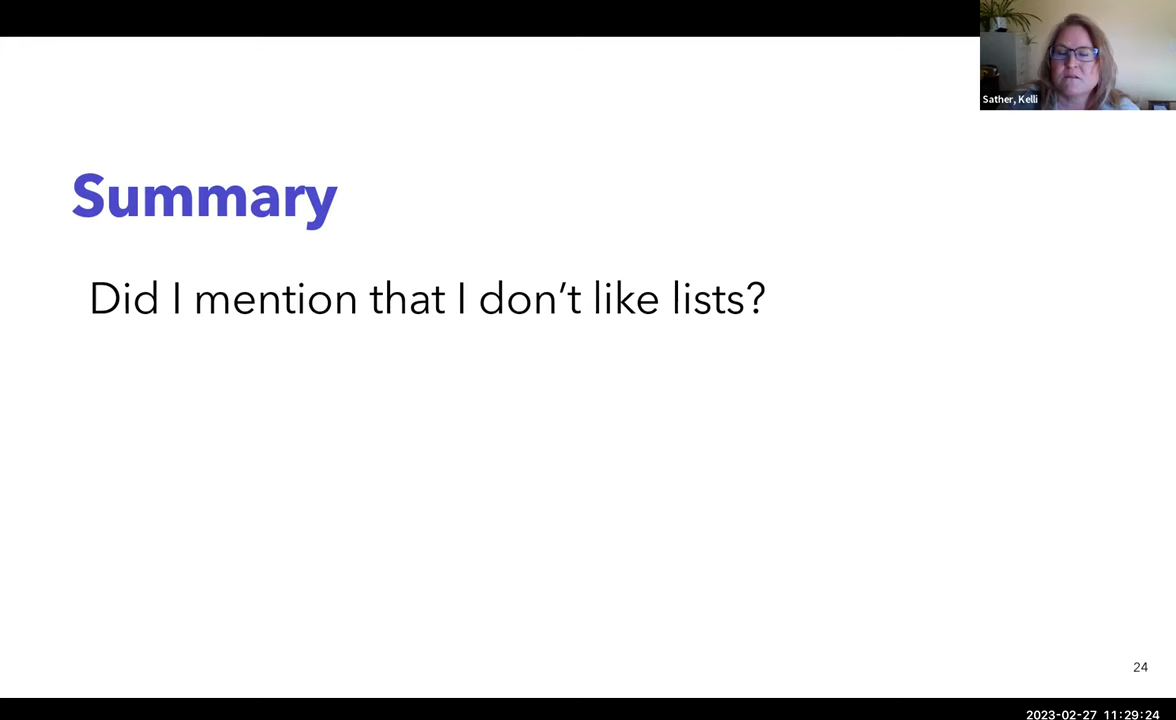 Sather, Kelli
Summary
Did I mention that I don’t like lists?
24
2023-02-27 11:29:24